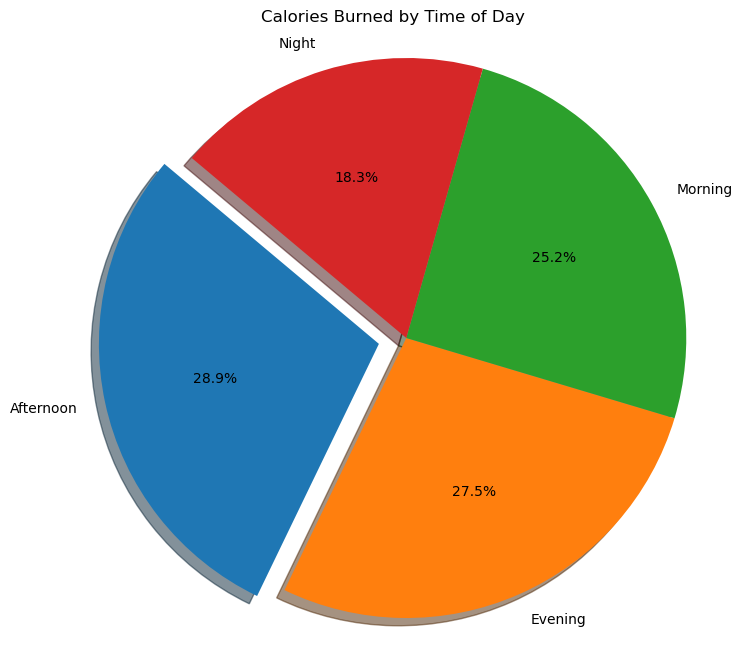 Calories Burned by Time of Day
Night
Morning
18.3%
25.2%
28.9%
Afternoon
27.5%
Evening